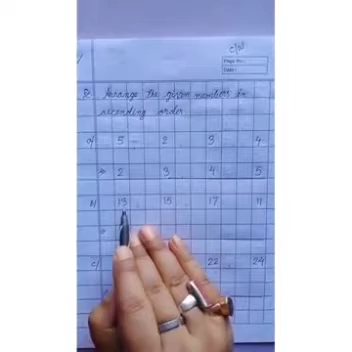 c/w
Page No.:
Date:
Q Arrange the given numbers in
ascending order
a) 5 , 2 , 3 , 4
⇒ 2 , 3 , 4 , 5
b) 13 , 15 , 17 , 11
⇒
c) 22 , 24